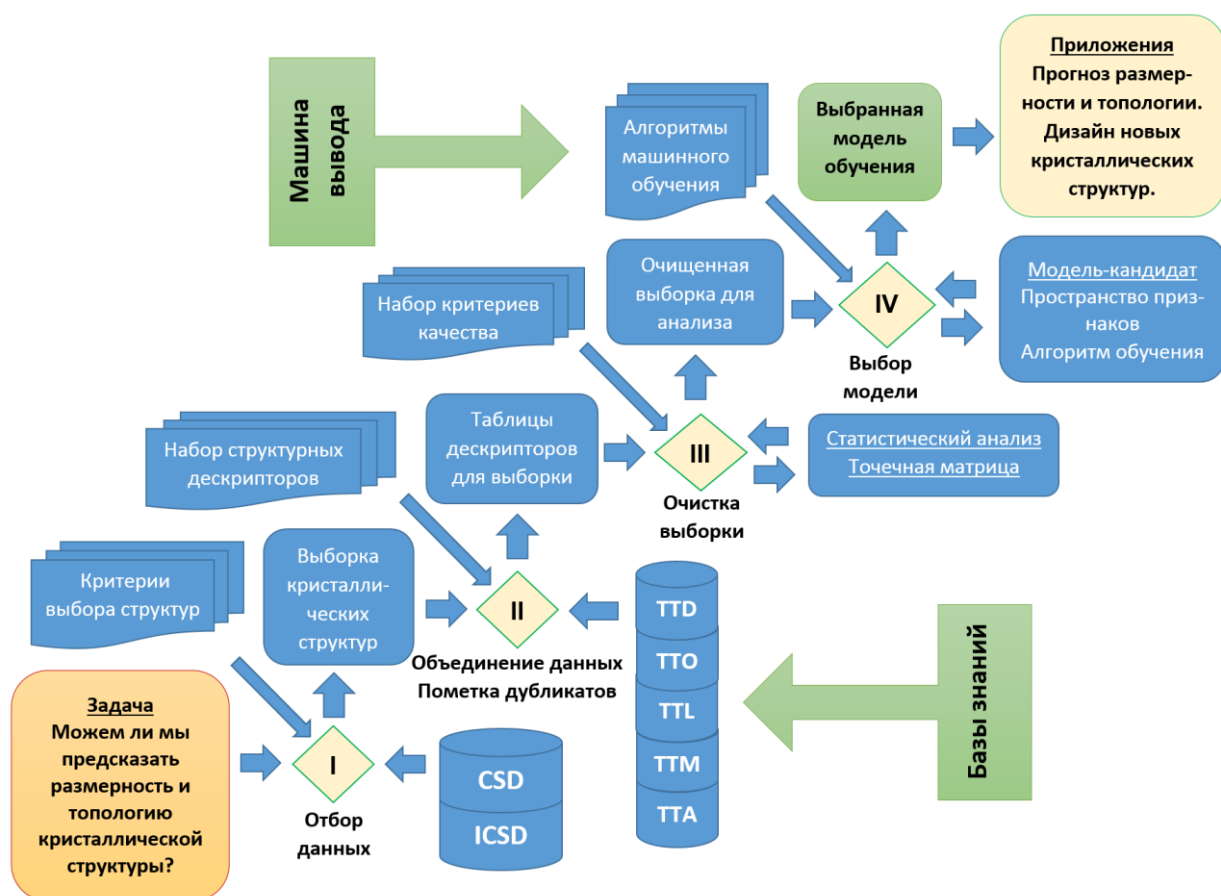 Машина
вывода
Алгоритмы
машинного
обучения
Выбранная
модель
обучения
Приложения
Прогноз размер-
ности и топологии.
Дизайн новых
кристаллических
структур.
Набор критериев
качества
Очищенная
выборка для
анализа
IV
Выбор
модели
Модель-кандидат
Пространство приз-
наков
Алгоритм обучения
Набор структурных
дескрипторов
Таблицы
дескрипторов
для выборки
III
Очистка
выборки
Статистический анализ
Точечная матрица
Критерии
выбора структур
Выборка
кристалли-
ческих
структур
II
Объединение данных
Пометка дубликатов
TTD
TTO
TTL
TTM
TTA
Базы знаний
Задача
Можем ли мы
предсказать
размерность и
топологию
кристаллической
структуры?
I
Отбор
данных
CSD
ICSD